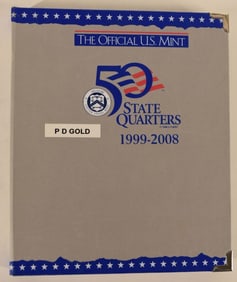 THE OFFICIAL U.S. MINT
50
STATE
QUARTERS
P D GOLD
1999-2008